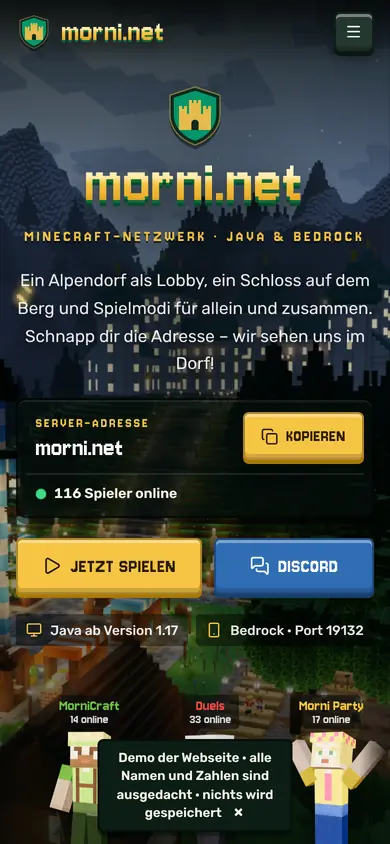 morni.net
morni.net
MINECRAFT-NETZWERK · JAVA & BEDROCK
Ein Alpendorf als Lobby, ein Schloss auf dem
Berg und Spielmodi für allein und zusammen.
Schnapp dir die Adresse – wir sehen uns im
Dorf!
SERVER-ADRESSE
morni.net
KOPIEREN
116 Spieler online
JETZT SPIELEN
DISCORD
Java ab Version 1.17
Bedrock • Port 19132
MorniCraft
14 online
Duels
33 online
Morni Party
17 online
Demo der Webseite • alle
Namen und Zahlen sind
ausgedacht • nichts wird
gespeichert ×